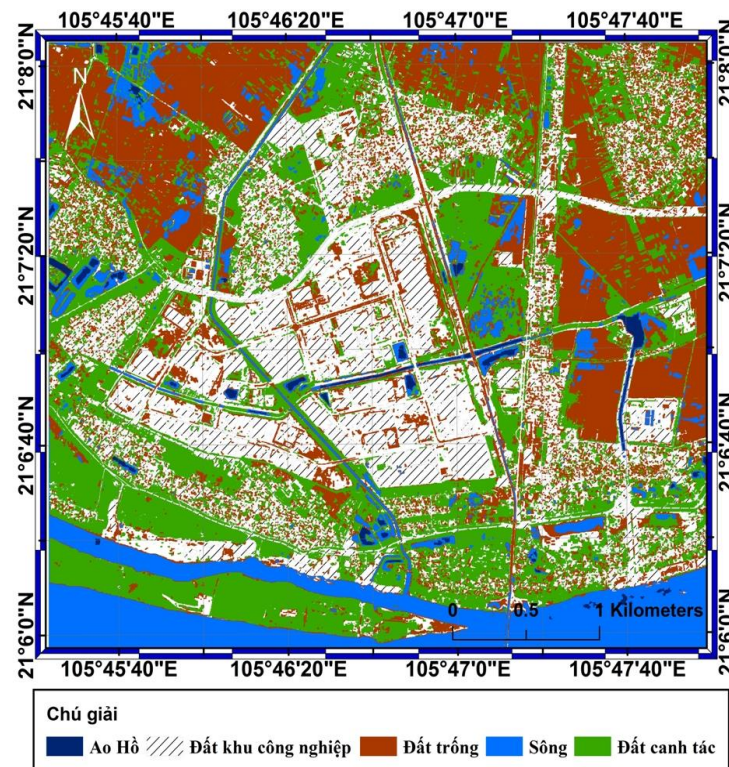 105°45'40"E 105°46'20"E 105°47'0"E 105°47'40"E
21°8'0"N 21°8'0"N
N
21°7'20"N 21°7'20"N
21°6'40"N 21°6'40"N
0 0.5 1 Kilometers
21°6'0"N 21°6'0"N
105°45'40"E 105°46'20"E 105°47'0"E 105°47'40"E
Chú giải
Ao Hồ Đất khu công nghiệp Đất trống Sông Đất canh tác